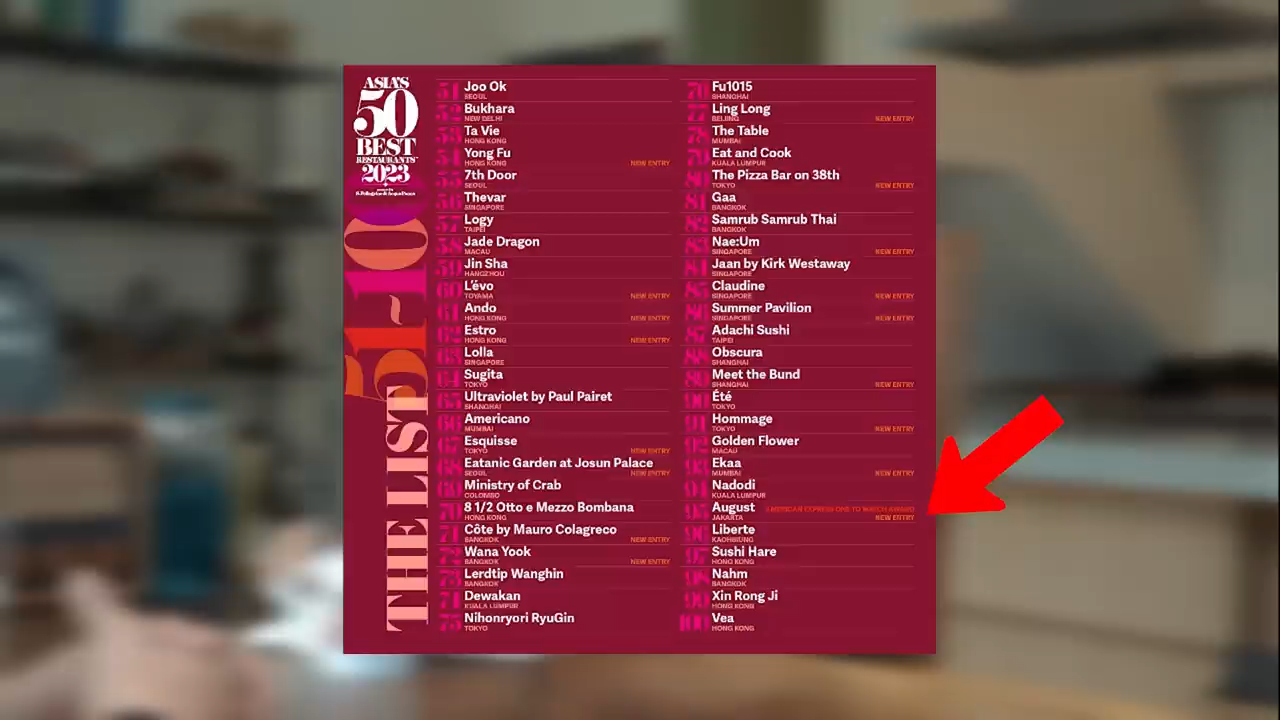 ASIA'S
50
BEST
RESTAURANTS
2023
51-100
THE LIST
51 Joo Ok
SEOUL
52 Bukhara
NEW DELHI
53 Ta Vie
HONG KONG
54 Yong Fu
HONG KONG NEW ENTRY
55 7th Door
SEOUL
56 Thevar
SINGAPORE
57 Logy
TAIPEI
58 Jade Dragon
MACAU
59 Jin Sha
HANGZHOU
60 L'évo
TOYAMA NEW ENTRY
61 Ando
HONG KONG NEW ENTRY
62 Estro
HONG KONG NEW ENTRY
63 Lolla
SINGAPORE
64 Sugita
TOKYO
65 Ultraviolet by Paul Pairet
SHANGHAI
66 Americano
MUMBAI
67 Esquisse
TOKYO NEW ENTRY
68 Eatanic Garden at Josun Palace
SEOUL NEW ENTRY
69 Ministry of Crab
COLOMBO
70 8 1/2 Otto e Mezzo Bombana
HONG KONG
71 Côte by Mauro Colagreco
BANGKOK NEW ENTRY
72 Wana Yook
BANGKOK NEW ENTRY
73 Lerdtip Wanghin
BANGKOK
74 Dewakan
KUALA LUMPUR
75 Nihonryori RyuGin
TOKYO
76 Fu1015
SHANGHAI
77 Ling Long
BEIJING NEW ENTRY
78 The Table
MUMBAI
79 Eat and Cook
KUALA LUMPUR
80 The Pizza Bar on 38th
TOKYO NEW ENTRY
81 Gaa
BANGKOK
82 Samrub Samrub Thai
BANGKOK
83 Nae:Um
SINGAPORE NEW ENTRY
84 Jaan by Kirk Westaway
SINGAPORE
85 Claudine
SINGAPORE NEW ENTRY
86 Summer Pavilion
SINGAPORE NEW ENTRY
87 Adachi Sushi
TAIPEI
88 Obscura
SHANGHAI
89 Meet the Bund
SHANGHAI NEW ENTRY
90 Été
TOKYO
91 Hommage
TOKYO NEW ENTRY
92 Golden Flower
MACAU
93 Ekaa
MUMBAI NEW ENTRY
94 Nadodi
KUALA LUMPUR
95 August AMERICAN EXPRESS ONE TO WATCH AWARD
JAKARTA NEW ENTRY
96 Liberte
KAOHSIUNG
97 Sushi Hare
HONG KONG
98 Nahm
BANGKOK
99 Xin Rong Ji
HONG KONG
100 Vea
HONG KONG